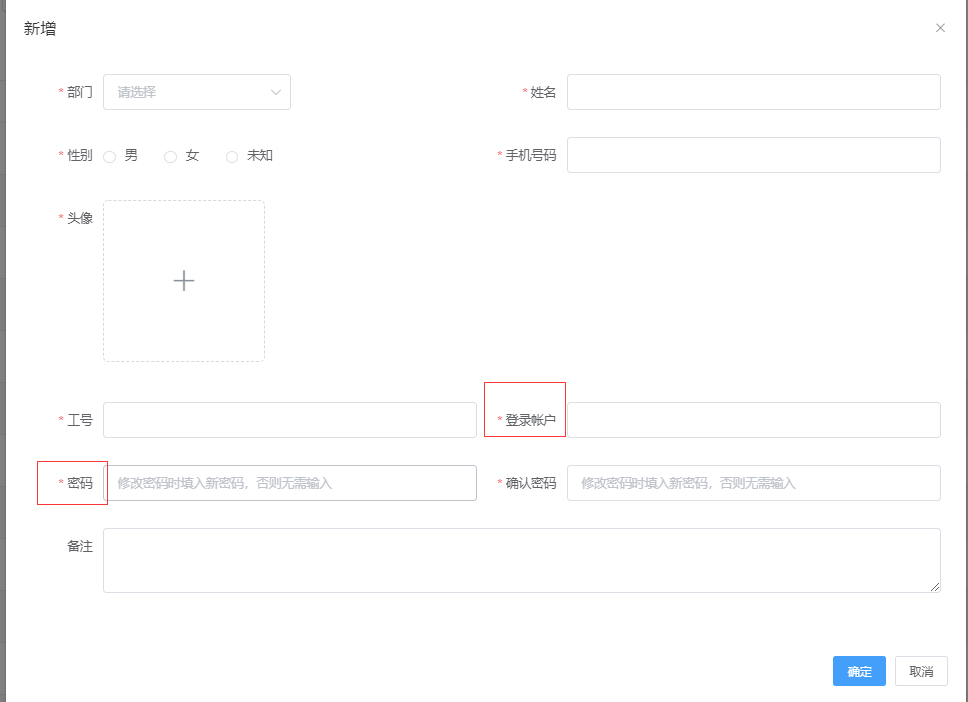 新增
* 部门 请选择
* 姓名
* 性别 男 女 未知
* 手机号码
* 头像
* 工号
* 登录帐户
* 密码 修改密码时填入新密码，否则无需输入
* 确认密码 修改密码时填入新密码，否则无需输入
备注
确定 取消